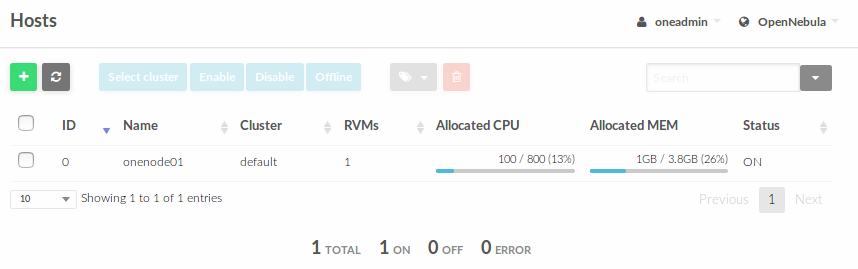 Hosts
oneadmin OpenNebula
Select cluster Enable Disable Offline Search
ID Name Cluster RVMs Allocated CPU Allocated MEM Status
0 onenode01 default 1 100 / 800 (13%) 1GB / 3.8GB (26%) ON
10 Showing 1 to 1 of 1 entries Previous 1 Next
1 TOTAL 1 ON 0 OFF 0 ERROR